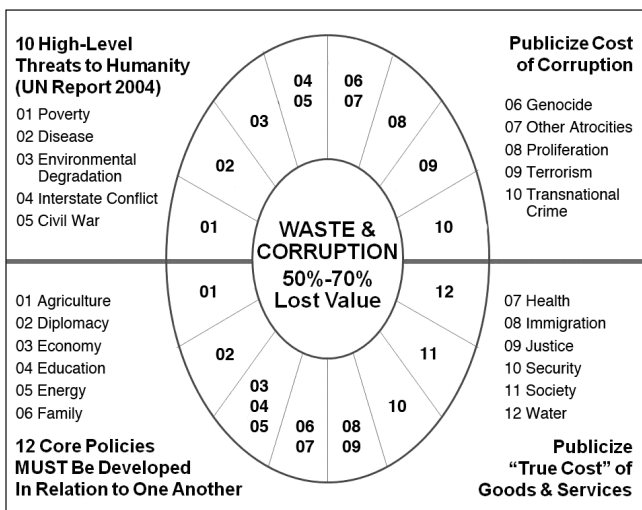 10 High-Level
Threats to Humanity
(UN Report 2004)
01 Poverty
02 Disease
03 Environmental
Degradation
04 Interstate Conflict
05 Civil War
Publicize Cost
of Corruption
06 Genocide
07 Other Atrocities
08 Proliferation
09 Terrorism
10 Transnational
Crime
01
02
03
04
05
06
07
08
09
10
WASTE &
CORRUPTION
50%-70%
Lost Value
01
02
03
04
05
06
07
08
09
10
11
12
01 Agriculture
02 Diplomacy
03 Economy
04 Education
05 Energy
06 Family
12 Core Policies
MUST Be Developed
In Relation to One Another
07 Health
08 Immigration
09 Justice
10 Security
11 Society
12 Water
Publicize
“True Cost” of
Goods & Services